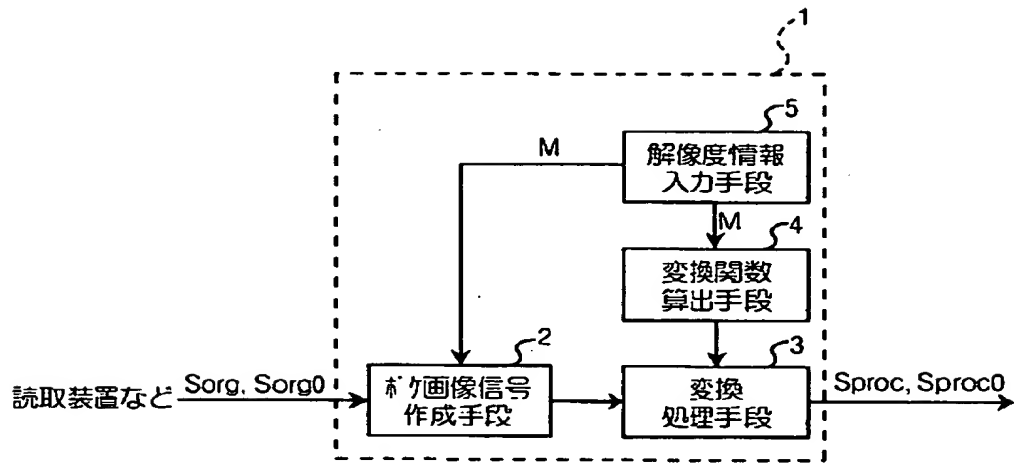 1
5
解像度情報
入力手段
M
M
4
変換関数
算出手段
2
3
読取装置など
Sorg, Sorg0
ボケ画像信号
作成手段
変換
処理手段
Sproc, Sproc0